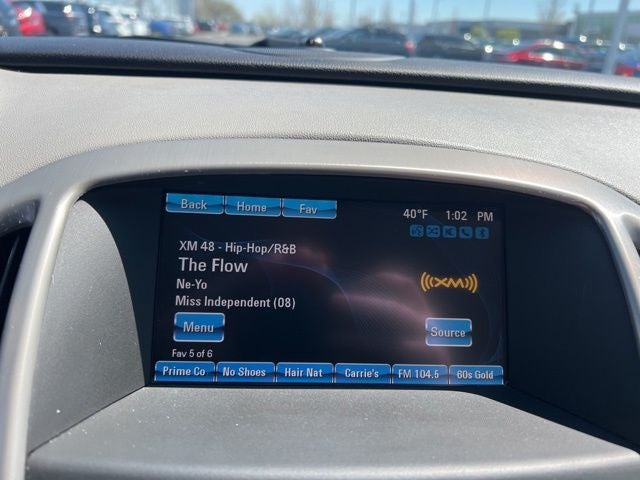 Back Home Fav 40°F 1:02 PM
XM 48 - Hip-Hop/R&B
The Flow
Ne-Yo
((XM))
Miss Independent (08)
Menu Source
Fav 5 of 6
Prime Co No Shoes Hair Nat Carrie's FM 104.5 60s Gold